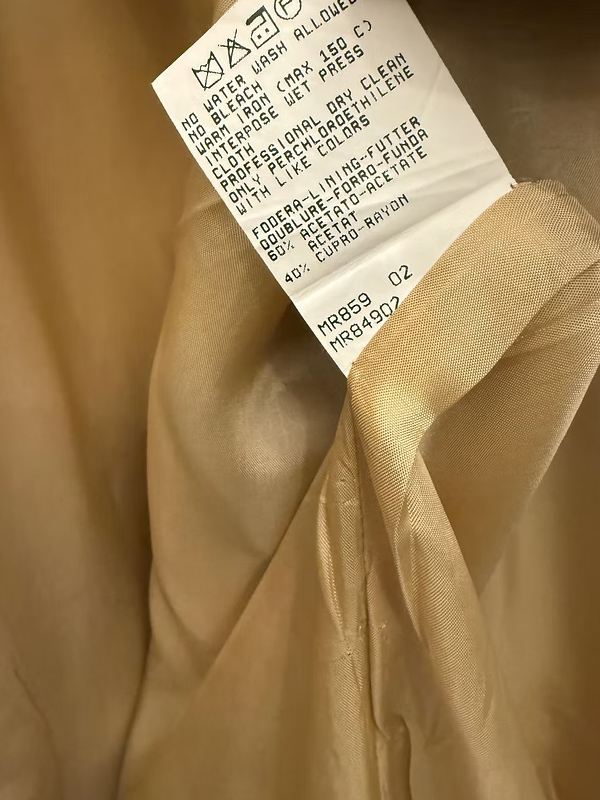 NO WATER WASH ALLOWED
NO BLEACH
WARM IRON (MAX 150 C)
INTERPOSE WET PRESS
CLOTH
PROFESSIONAL DRY CLEAN
ONLY PERCHLOROETHILENE
WITH LIKE COLORS
FODERA-LINING-FUTTER
DOUBLURE-FORRO-FUNDA
60% ACETATO-ACETATE
ACETAT
40% CUPRO-RAYON
MR859 02
MR84902